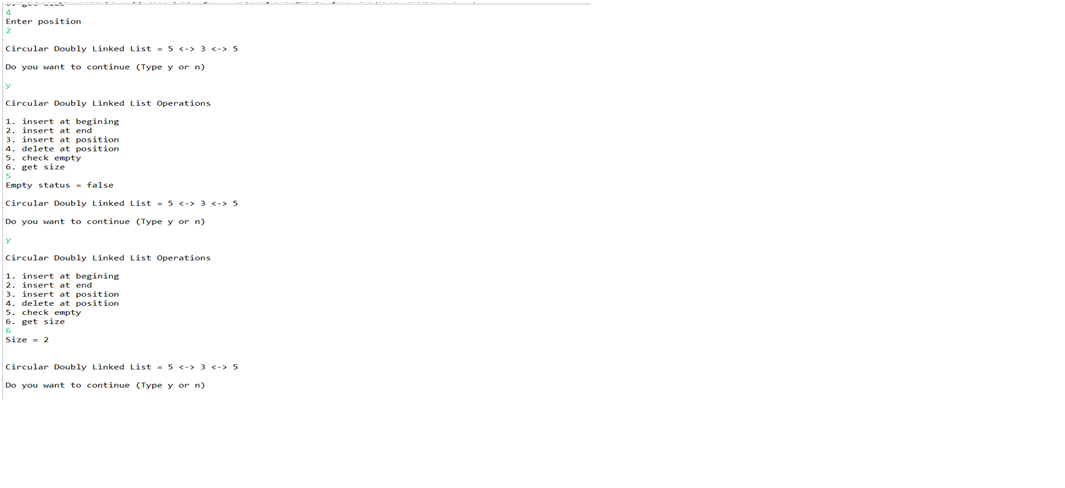 4
Enter position
2
Circular Doubly Linked List = 5 <-> 3 <-> 5
Do you want to continue (Type y or n)
y
Circular Doubly Linked List Operations
1. insert at begining
2. insert at end
3. insert at position
4. delete at position
5. check empty
6. get size
5
Empty status = false
Circular Doubly Linked List = 5 <-> 3 <-> 5
Do you want to continue (Type y or n)
y
Circular Doubly Linked List Operations
1. insert at begining
2. insert at end
3. insert at position
4. delete at position
5. check empty
6. get size
6
Size = 2
Circular Doubly Linked List = 5 <-> 3 <-> 5
Do you want to continue (Type y or n)